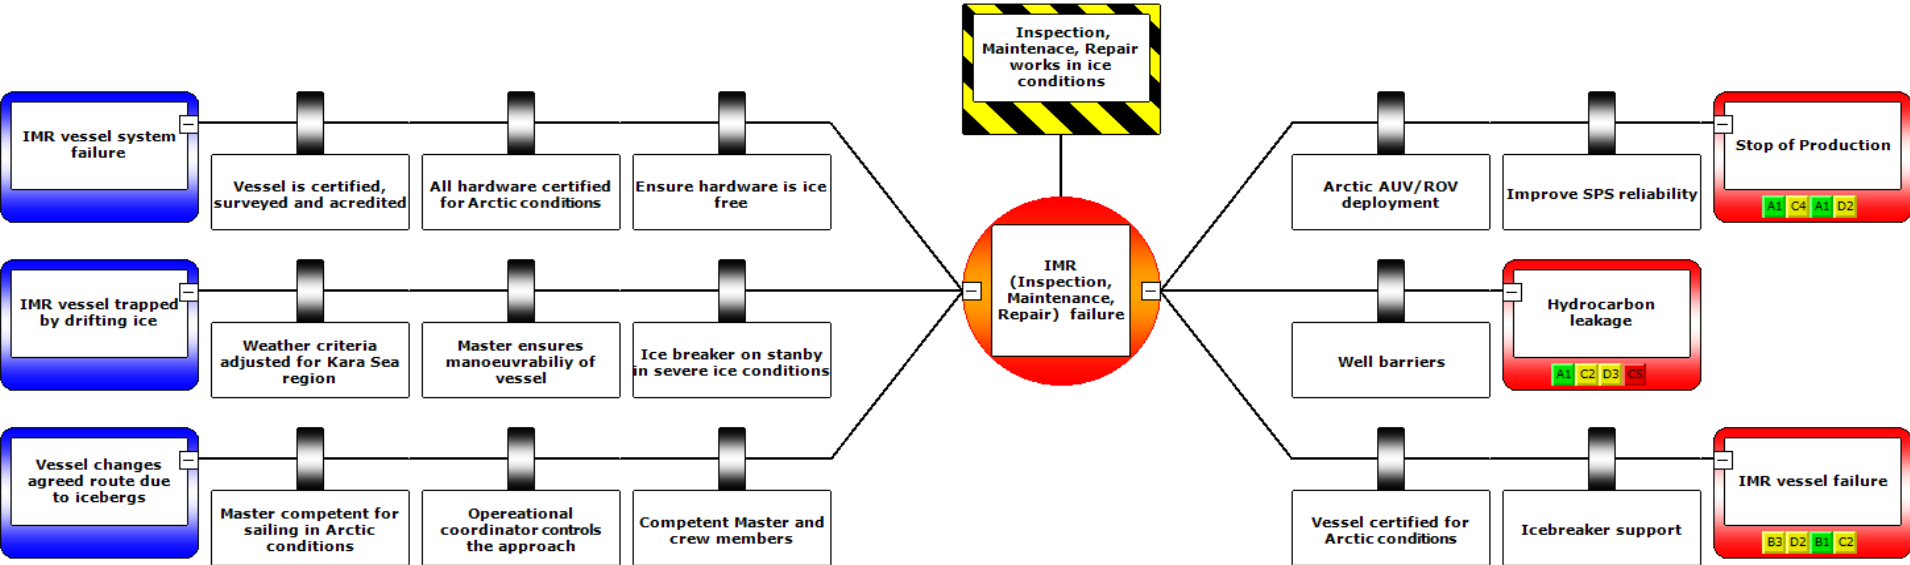 Inspection,
Maintenace, Repair
works in ice
conditions
IMR vessel system
failure
Vessel is certified,
surveyed and acredited
All hardware certified
for Arctic conditions
Ensure hardware is ice
free
Arctic AUV/ROV
deployment
Improve SPS reliability
Stop of Production
A1 C4 A1 D2
IMR vessel trapped
by drifting ice
Weather criteria
adjusted for Kara Sea
region
Master ensures
manoeuvrabiliy of
vessel
Ice breaker on stanby
in severe ice conditions
IMR
(Inspection,
Maintenance,
Repair) failure
Well barriers
Hydrocarbon
leakage
A1 C2 D3 C5
Vessel changes
agreed route due
to icebergs
Master competent for
sailing in Arctic
conditions
Opereational
coordinator controls
the approach
Competent Master and
crew members
Vessel certified for
Arctic conditions
Icebreaker support
IMR vessel failure
B3 D2 B1 C2